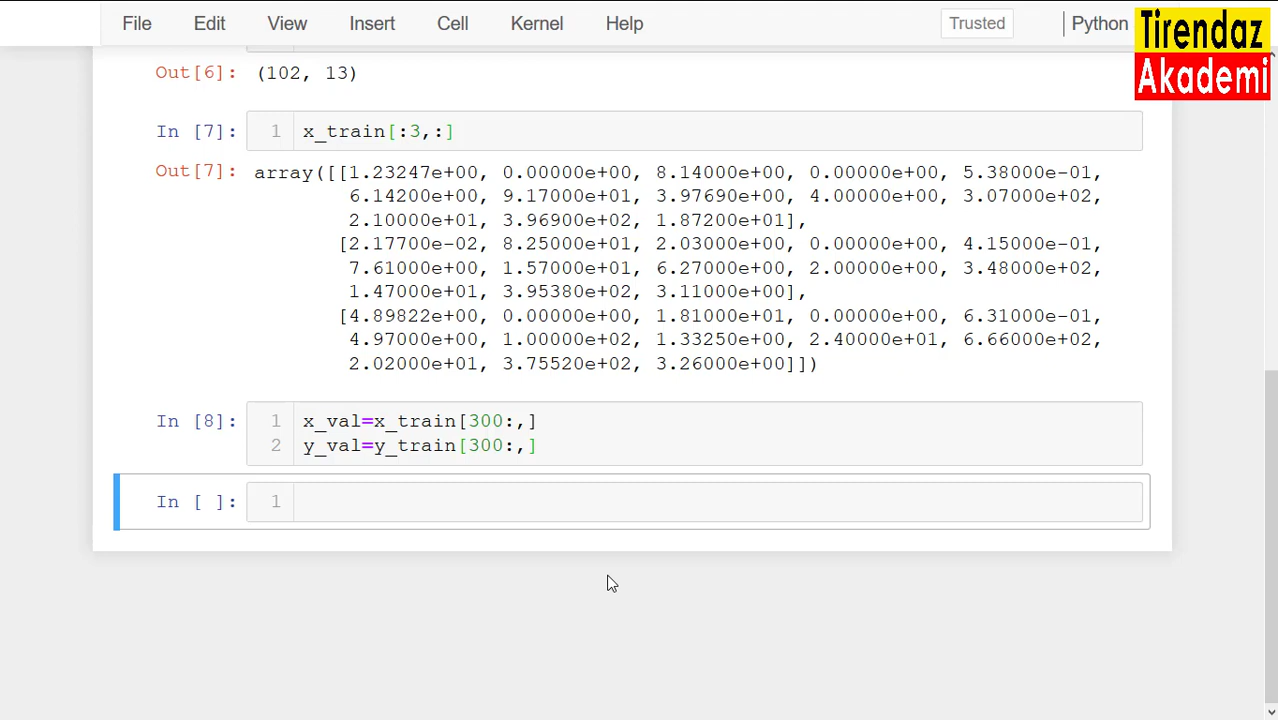 File Edit View Insert Cell Kernel Help Trusted Python
Tirendaz
Akademi
Out[6]: (102, 13)
In [7]: 1 x_train[:3,:]
Out[7]: array([[1.23247e+00, 0.00000e+00, 8.14000e+00, 0.00000e+00, 5.38000e-01,
6.14200e+00, 9.17000e+01, 3.97690e+00, 4.00000e+00, 3.07000e+02,
2.10000e+01, 3.96900e+02, 1.87200e+01],
[2.17700e-02, 8.25000e+01, 2.03000e+00, 0.00000e+00, 4.15000e-01,
7.61000e+00, 1.57000e+01, 6.27000e+00, 2.00000e+00, 3.48000e+02,
1.47000e+01, 3.95380e+02, 3.11000e+00],
[4.89822e+00, 0.00000e+00, 1.81000e+01, 0.00000e+00, 6.31000e-01,
4.97000e+00, 1.00000e+02, 1.33250e+00, 2.40000e+01, 6.66000e+02,
2.02000e+01, 3.75520e+02, 3.26000e+00]])
In [8]: 1 x_val=x_train[300:,]
2 y_val=y_train[300:,]
In [ ]: 1